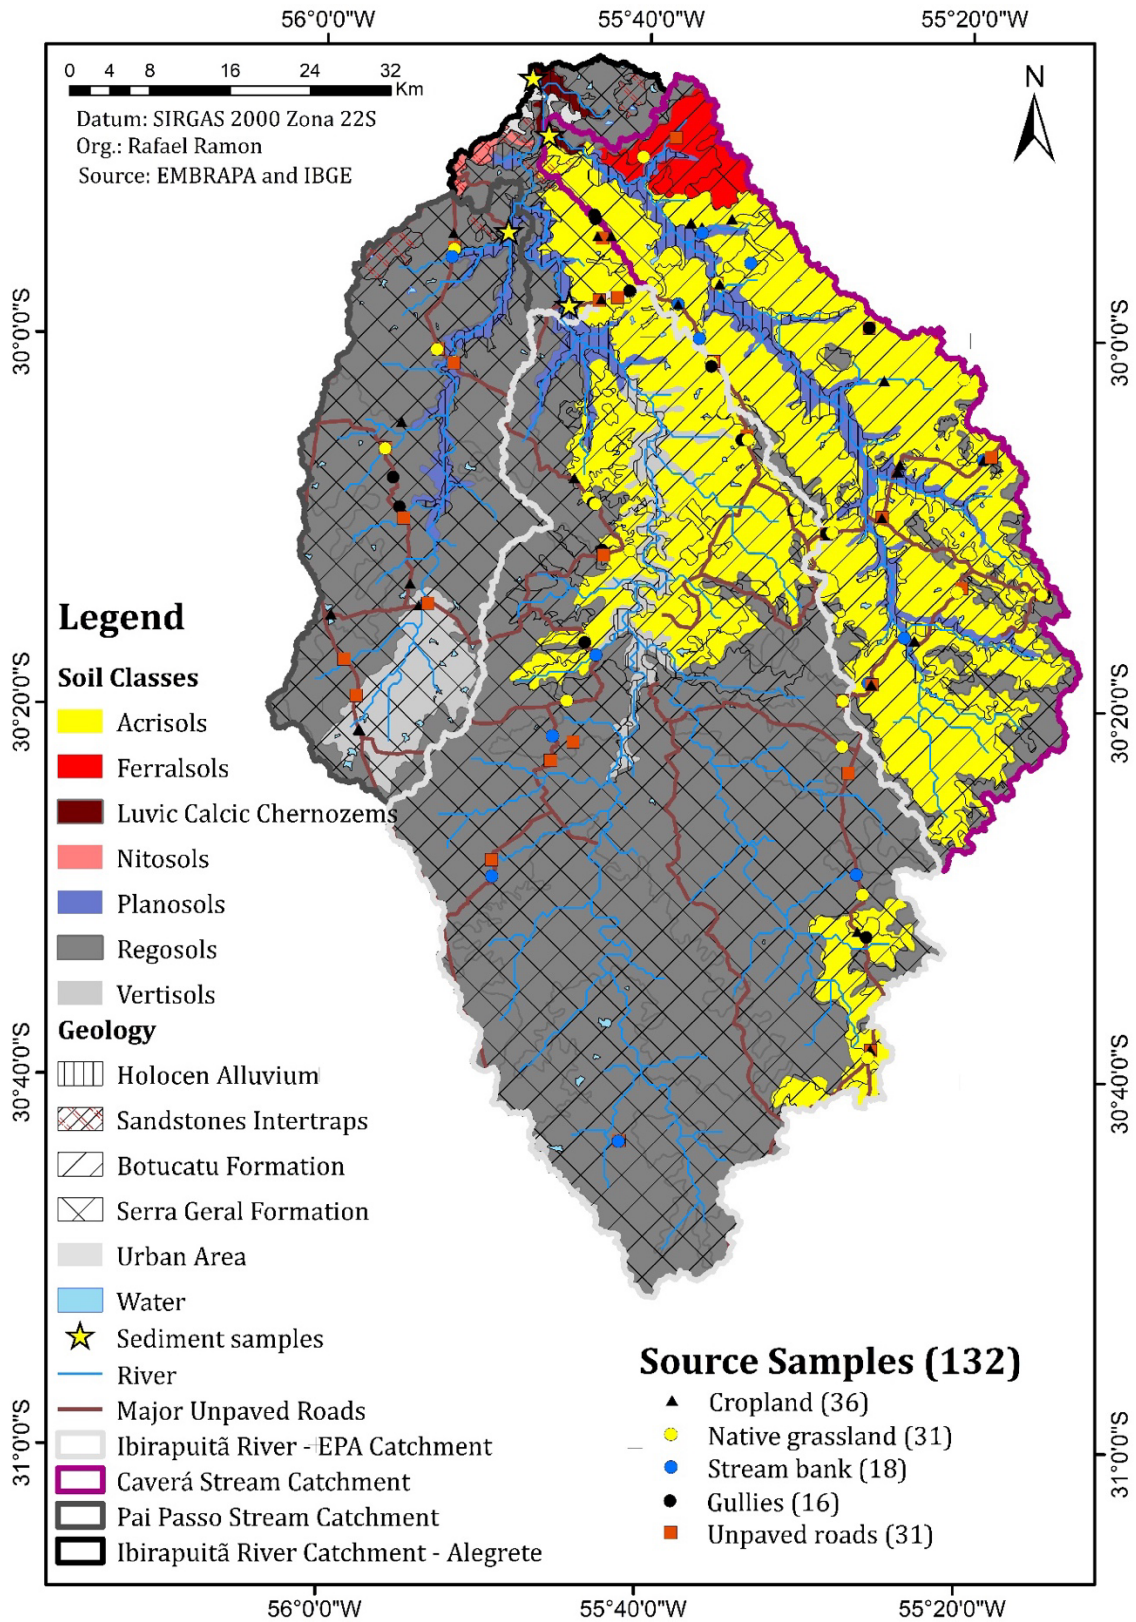 56°0'0"W 55°40'0"W 55°20'0"W
0 4 8 16 24 32
Km
N
Datum: SIRGAS 2000 Zona 22S
Org.: Rafael Ramon
Source: EMBRAPA and IBGE
30°0'0"S 30°0'0"S
30°20'0"S 30°20'0"S
30°40'0"S 30°40'0"S
31°0'0"S 31°0'0"S
Legend
Soil Classes
Acrisols
Ferralsols
Luvic Calcic Chernozems
Nitosols
Planosols
Regosols
Vertisols
Geology
Holocen Alluvium
Sandstones Intertraps
Botucatu Formation
Serra Geral Formation
Urban Area
Water
Sediment samples
River
Major Unpaved Roads
Ibirapuitã River - EPA Catchment
Caverá Stream Catchment
Pai Passo Stream Catchment
Ibirapuitã River Catchment - Alegrete
Source Samples (132)
Cropland (36)
Native grassland (31)
Stream bank (18)
Gullies (16)
Unpaved roads (31)
56°0'0"W 55°40'0"W 55°20'0"W